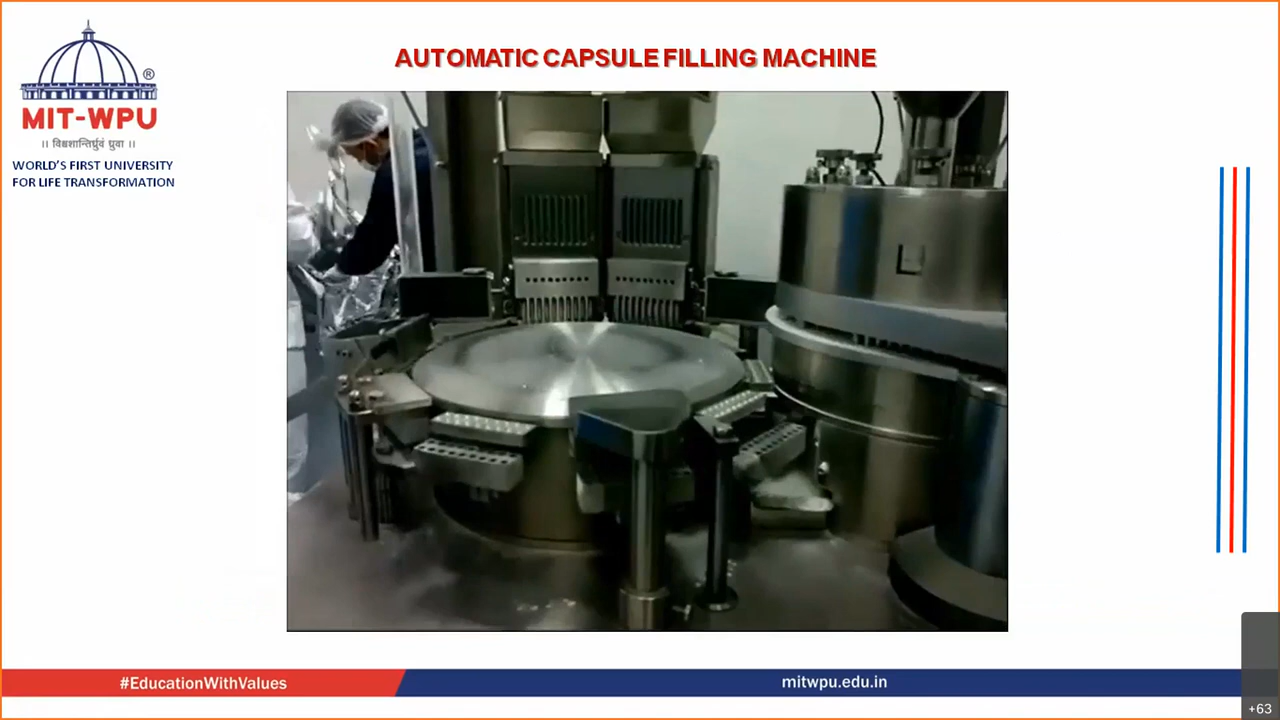 AUTOMATIC CAPSULE FILLING MACHINE
®
MIT-WPU
॥ विश्वशान्तिर्ध्रुवं ध्रुवा ॥
WORLD'S FIRST UNIVERSITY
FOR LIFE TRANSFORMATION
#EducationWithValues
mitwpu.edu.in
+63